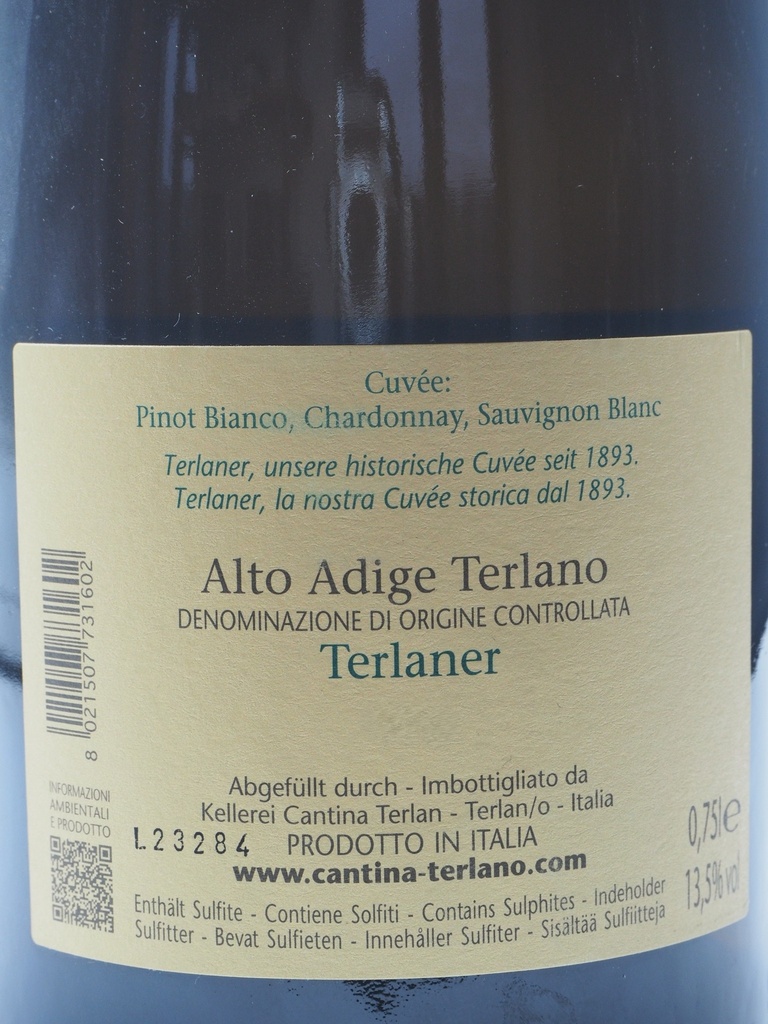 Cuvée:
Pinot Bianco, Chardonnay, Sauvignon Blanc
Terlaner, unsere historische Cuvée seit 1893.
Terlaner, la nostra Cuvée storica dal 1893.
Alto Adige Terlano
DENOMINAZIONE DI ORIGINE CONTROLLATA
Terlaner
8 021507 731602
INFORMAZIONI
AMBIENTALI
E PRODOTTO
Abgefüllt durch - Imbottigliato da
Kellerei Cantina Terlan - Terlan/o - Italia
L23284 PRODOTTO IN ITALIA
www.cantina-terlano.com
0,75l e
13,5% vol
Enthält Sulfite - Contiene Solfiti - Contains Sulphites - Indeholder
Sulfitter - Bevat Sulfieten - Innehåller Sulfiter - Sisältää Sulfiitteja